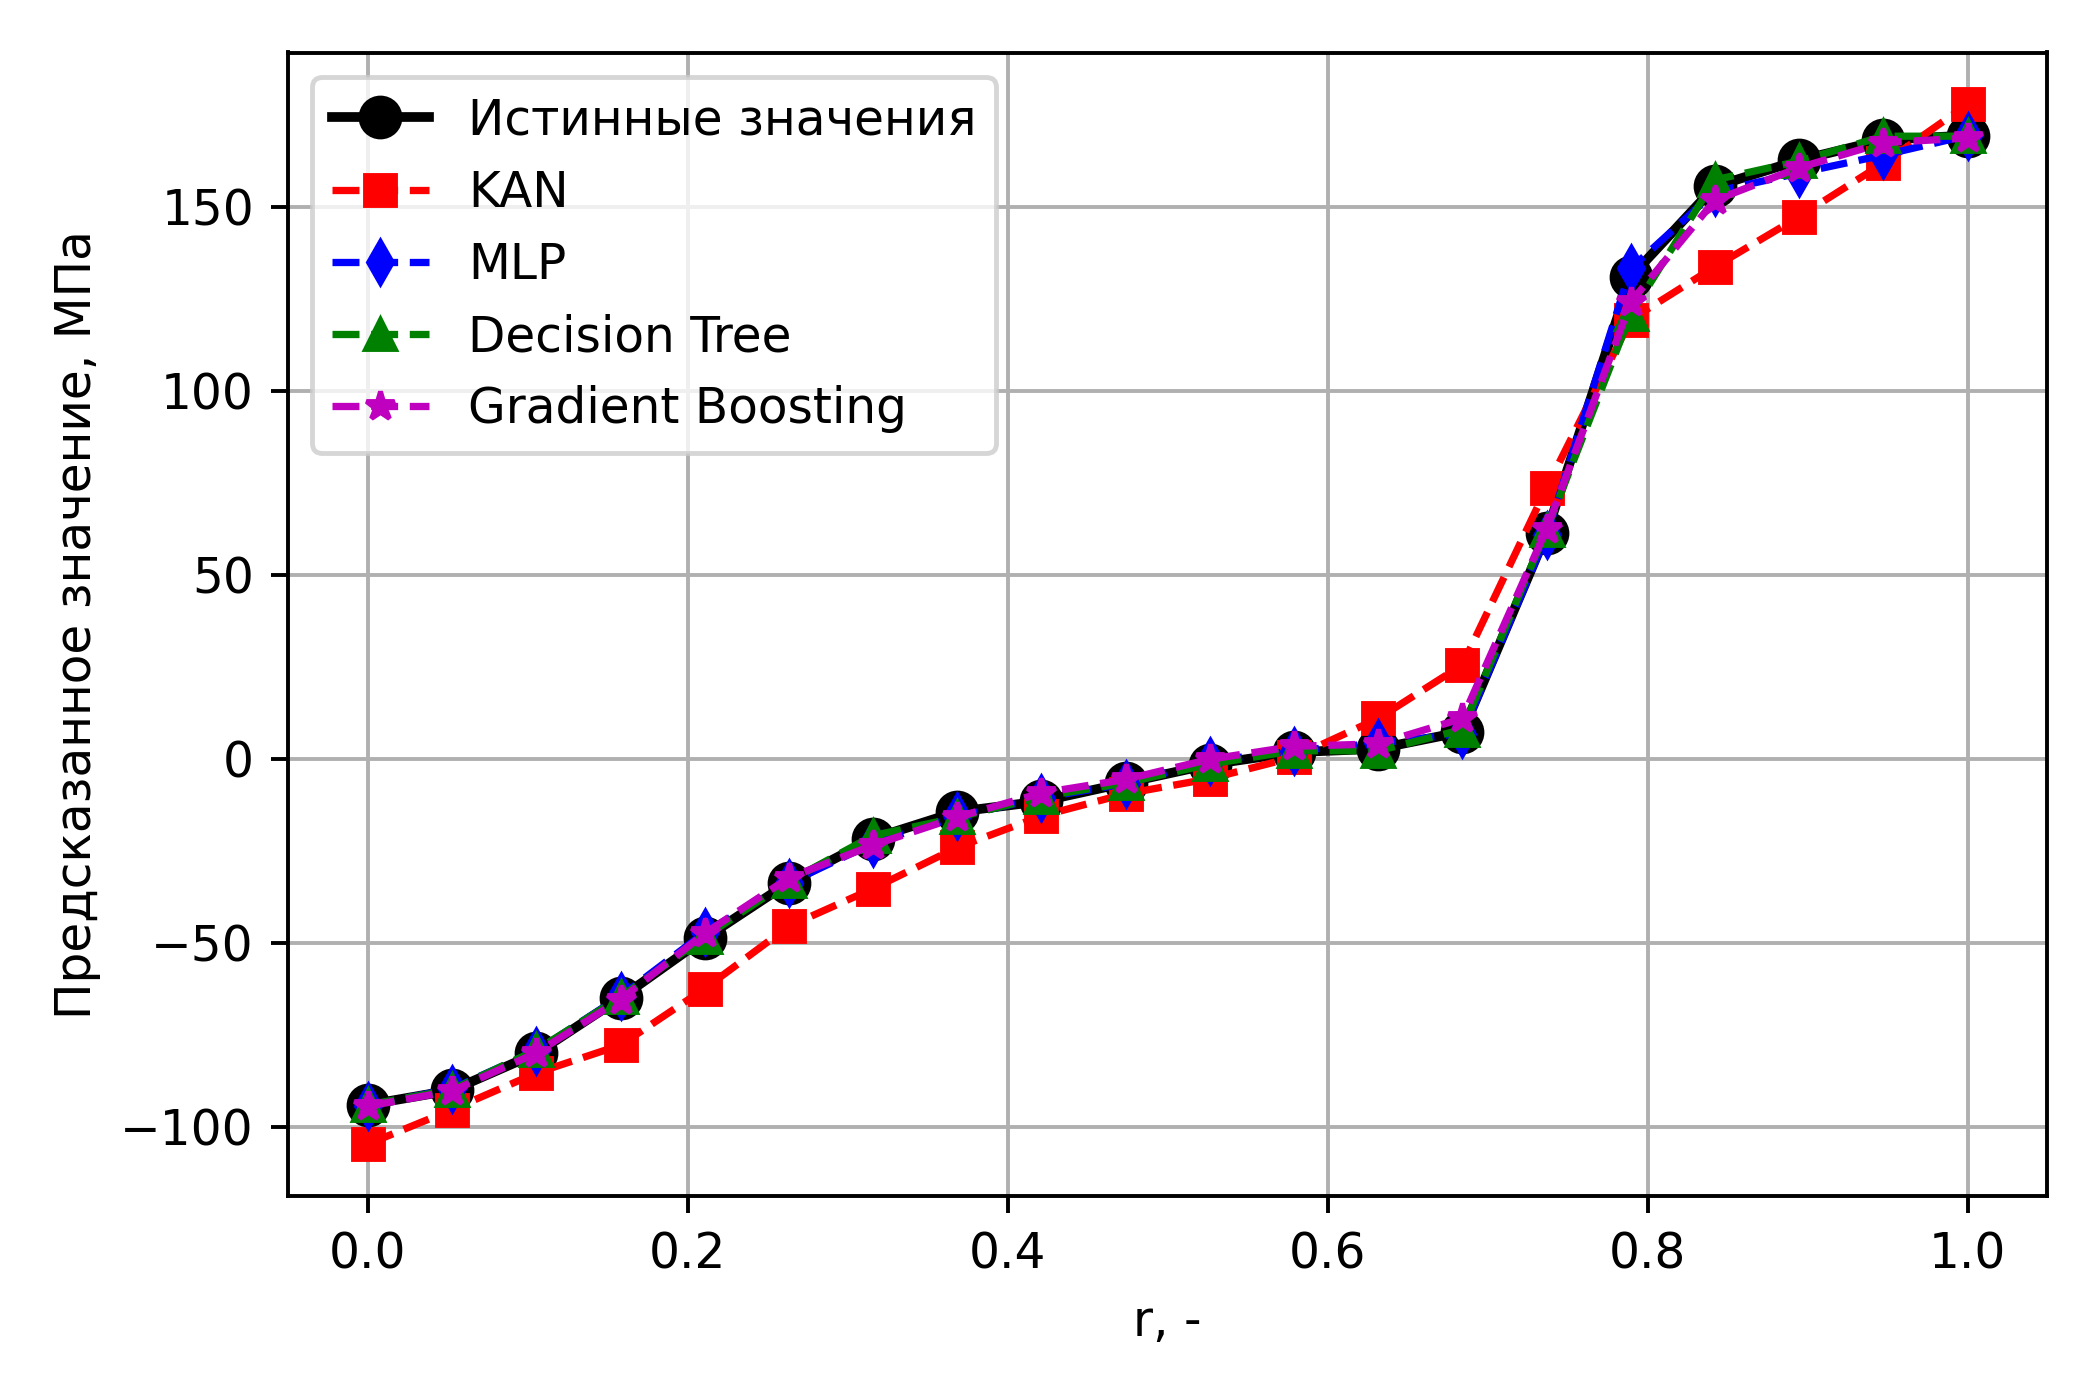 Истинные значения
KAN
MLP
Decision Tree
Gradient Boosting
Предсказанное значение, МПа
150
100
50
0
−50
−100
0.0 0.2 0.4 0.6 0.8 1.0
r, -